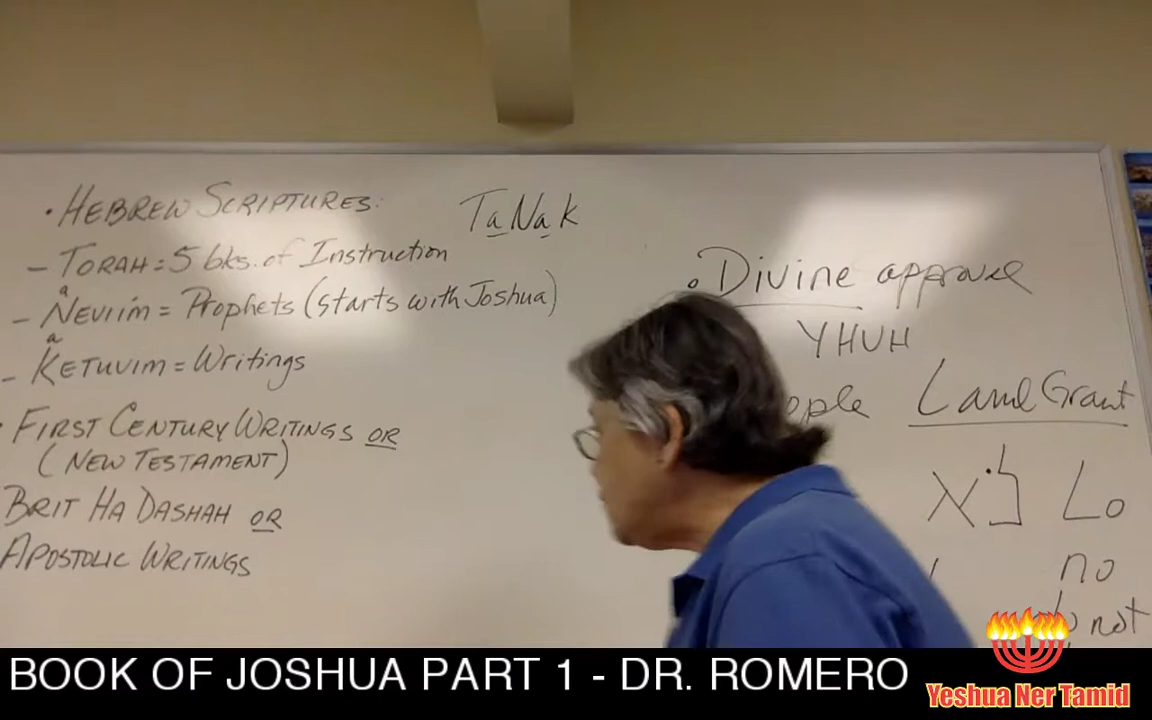 • HEBREW SCRIPTURES:
TaNaK
– TORAH = 5 bks. of Instruction
a
– NEVIIM = Prophets (starts with Joshua)
a
– KETUVIM = Writings
• FIRST CENTURY WRITINGS OR
(NEW TESTAMENT)
BRIT HA DASHAH OR
APOSTOLIC WRITINGS
• Divine approval
YHUH
Land Grant
לֹא Lo
no
not
BOOK OF JOSHUA PART 1 - DR. ROMERO
Yeshua Ner Tamid